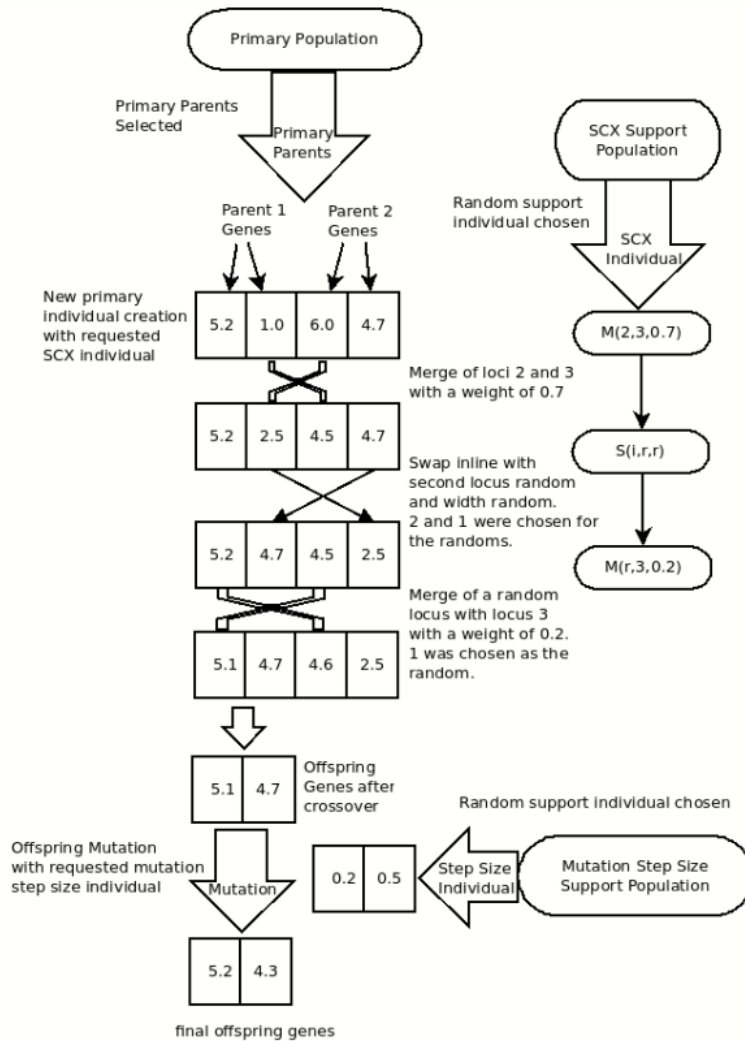 Primary Population
Primary Parents
Selected
Primary
Parents
SCX Support
Population
Random support
individual chosen
SCX
Individual
Parent 1
Genes
Parent 2
Genes
New primary
individual creation
with requested
SCX individual
5.2 1.0 6.0 4.7
M(2,3,0.7)
Merge of loci 2 and 3
with a weight of 0.7
5.2 2.5 4.5 4.7
S(i,r,r)
Swap inline with
second locus random
and width random.
2 and 1 were chosen for
the randoms.
5.2 4.7 4.5 2.5
M(r,3,0.2)
Merge of a random
locus with locus 3
with a weight of 0.2.
1 was chosen as the
random.
5.1 4.7 4.6 2.5
5.1 4.7
Offspring
Genes after
crossover
Random support individual chosen
Offspring Mutation
with requested mutation
step size individual
Mutation
0.2 0.5
Step Size
Individual
Mutation Step Size
Support Population
5.2 4.3
final offspring genes